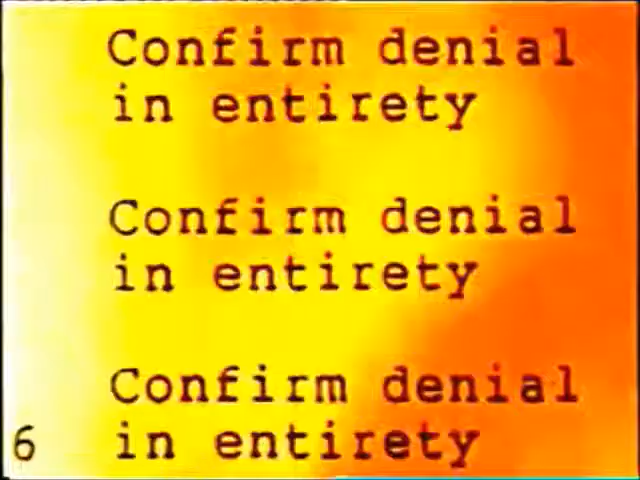 Confirm denial
in entirety
Confirm denial
in entirety
Confirm denial
6 in entirety